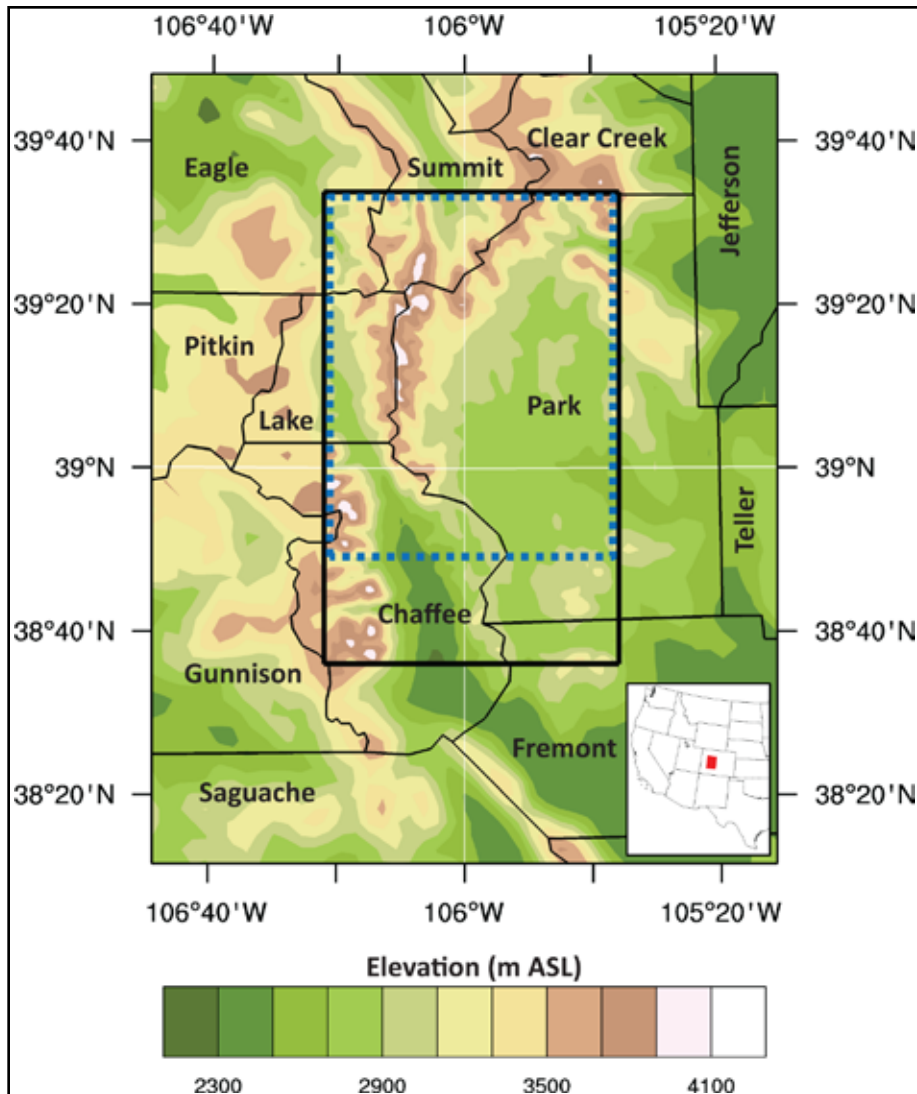 106°40'W 106°W 105°20'W
39°40'N 39°40'N
Clear Creek
Eagle Summit
Jefferson
39°20'N 39°20'N
Pitkin
Park
Lake
39°N 39°N
Teller
Chaffee
38°40'N 38°40'N
Gunnison
Fremont
Saguache
38°20'N 38°20'N
106°40'W 106°W 105°20'W
Elevation (m ASL)
2300 2900 3500 4100